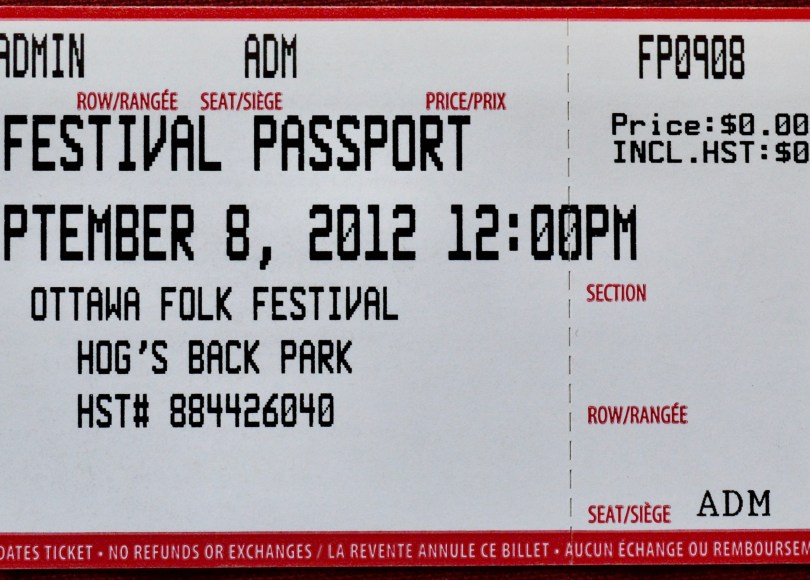 ADMIN ADM FP0908
ROW/RANGÉE SEAT/SIÈGE PRICE/PRIX
FESTIVAL PASSPORT
Price:$0.00
INCL.HST:$0
PTEMBER 8, 2012 12:00PM
SECTION
OTTAWA FOLK FESTIVAL
HOG'S BACK PARK
HST# 884426040
ROW/RANGÉE
SEAT/SIÈGE ADM
DATES TICKET • NO REFUNDS OR EXCHANGES / LA REVENTE ANNULE CE BILLET • AUCUN ÉCHANGE OU REMBOURSEM